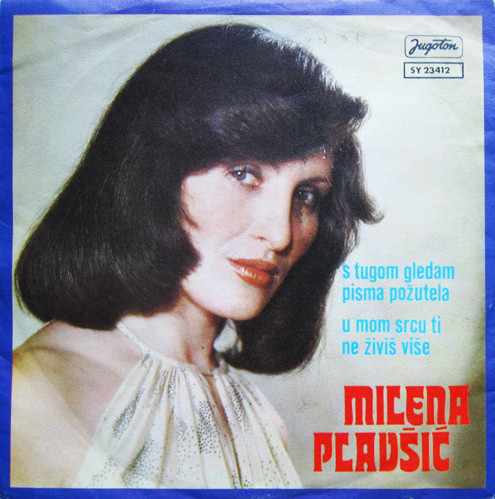 Jugoton
SY 23412
s tugom gledam
pisma požutela
u mom srcu ti
ne živiš više
MILENA
PLAVŠIĆ